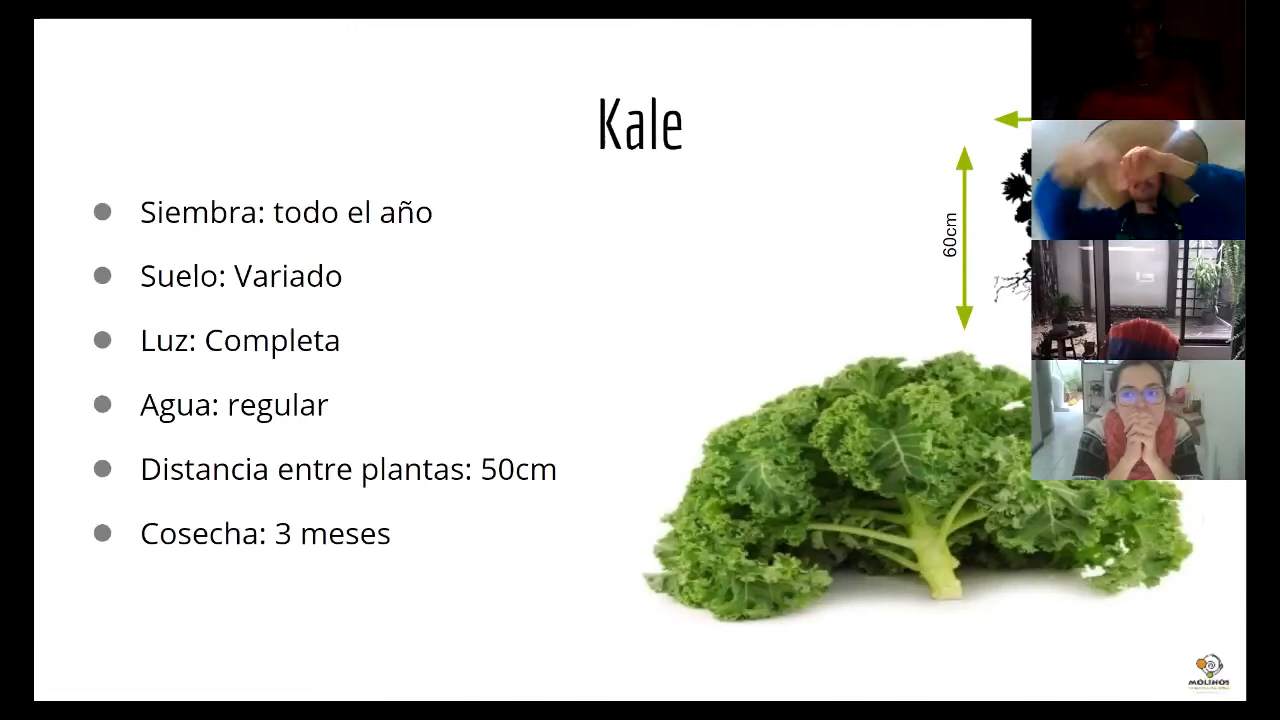 Kale
Siembra: todo el año
Suelo: Variado
Luz: Completa
Agua: regular
Distancia entre plantas: 50cm
Cosecha: 3 meses
60cm
MOLINOS